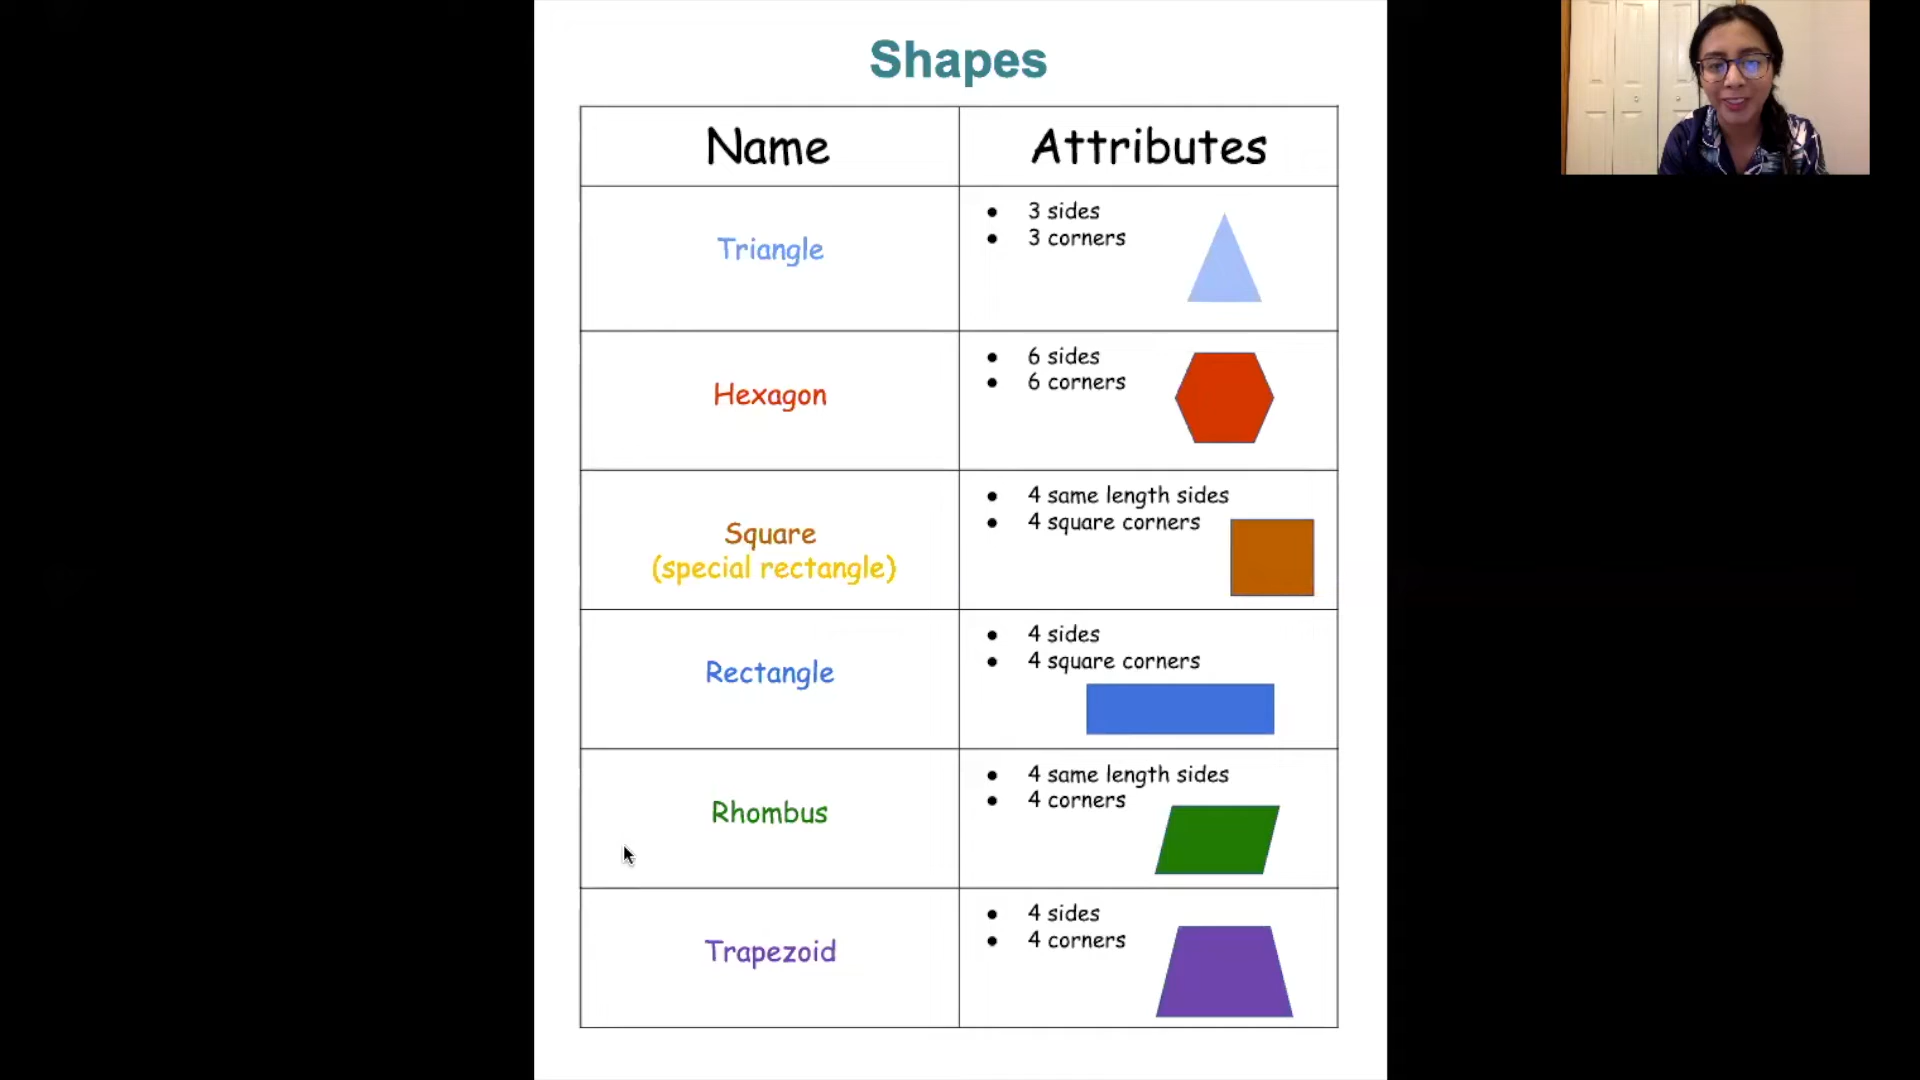 Shapes
Name
Attributes
Triangle
3 sides
3 corners
Hexagon
6 sides
6 corners
Square
(special rectangle)
4 same length sides
4 square corners
Rectangle
4 sides
4 square corners
Rhombus
4 same length sides
4 corners
Trapezoid
4 sides
4 corners